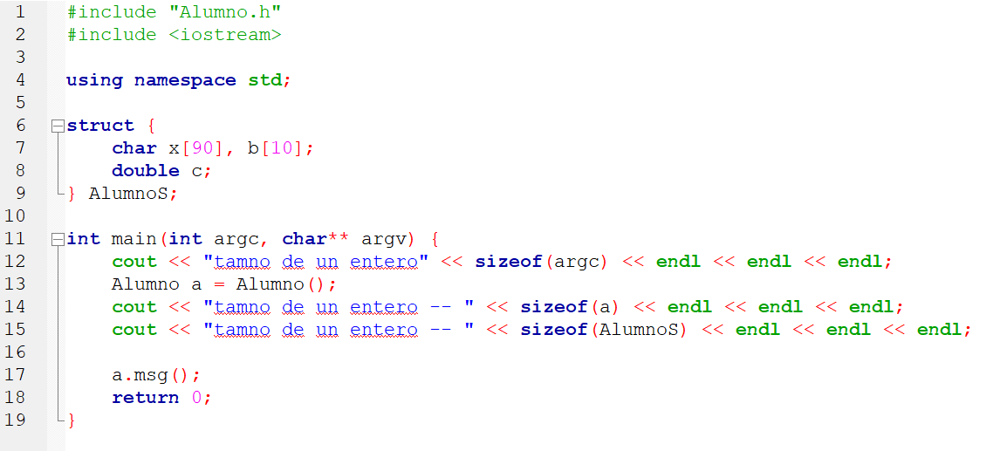 1 #include "Alumno.h"
2 #include <iostream>
3
4 using namespace std;
5
6 struct {
7 char x[90], b[10];
8 double c;
9 } AlumnoS;
10
11 int main(int argc, char** argv) {
12 cout << "tamno de un entero" << sizeof(argc) << endl << endl << endl;
13 Alumno a = Alumno();
14 cout << "tamno de un entero -- " << sizeof(a) << endl << endl << endl;
15 cout << "tamno de un entero -- " << sizeof(AlumnoS) << endl << endl << endl;
16
17 a.msg();
18 return 0;
19 }